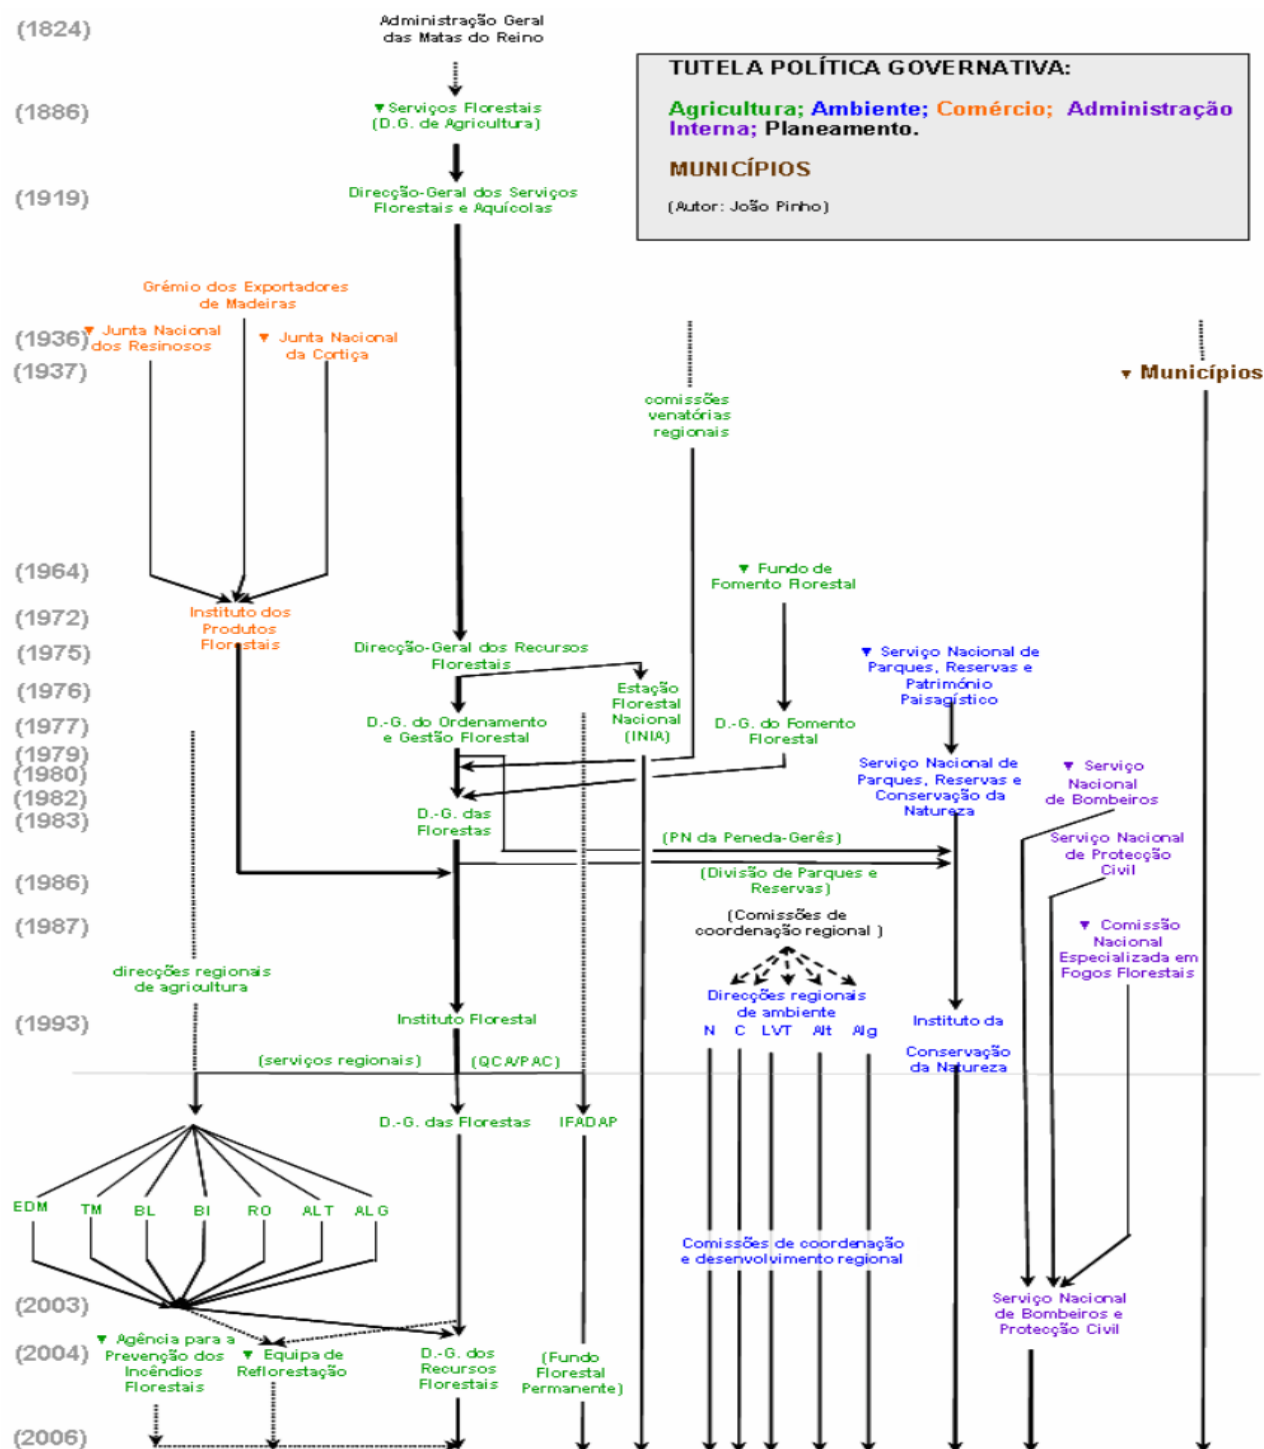 (1824)
Administração Geral
das Matas do Reino
TUTELA POLÍTICA GOVERNATIVA:
Agricultura; Ambiente; Comércio; Administração
Interna; Planeamento.
MUNICÍPIOS
(Autor: João Pinho)
(1886)
▼ Serviços Florestais
(D.G. de Agricultura)
(1919)
Direcção-Geral dos Serviços
Florestais e Aquícolas
Grémio dos Exportadores
de Madeiras
(1936)
▼ Junta Nacional
dos Resinosos
▼ Junta Nacional
da Cortiça
(1937)
▼ Municípios
comissões
venatórias
regionais
(1964)
▼ Fundo de
Fomento Florestal
(1972)
Instituto dos
Produtos
Florestais
(1975)
Direcção-Geral dos Recursos
Florestais
▼ Serviço Nacional de
Parques, Reservas e
Património
Paisagístico
(1976)
Estação
Florestal
Nacional
(INIA)
(1977)
D.-G. do Ordenamento
e Gestão Florestal
D.-G. do Fomento
Florestal
(1979)
(1980)
Serviço Nacional de
Parques, Reservas e
Conservação da
Natureza
▼ Serviço
Nacional
de Bombeiros
(1982)
(1983)
D.-G. das
Florestas
(PN da Peneda-Gerês)
Serviço Nacional
de Protecção
Civil
(Divisão de Parques e
Reservas)
(1986)
(1987)
(Comissões de
coordenação regional )
▼ Comissão
Nacional
Especializada em
Fogos Florestais
direcções regionais
de agricultura
Direcções regionais
de ambiente
N C LVT Alt Alg
(1993)
Instituto Florestal
Instituto da
Conservação
da Natureza
(serviços regionais)
(QCA/PAC)
D.-G. das Florestas
IFADAP
EDM TM BL BI RO ALT ALG
Comissões de coordenação
e desenvolvimento regional
(2003)
Serviço Nacional
de Bombeiros e
Protecção Civil
(2004)
▼ Agência para a
Prevenção dos
Incêndios
Florestais
▼ Equipa de
Reflorestação
D.-G. dos
Recursos
Florestais
(Fundo
Florestal
Permanente)
(2006)